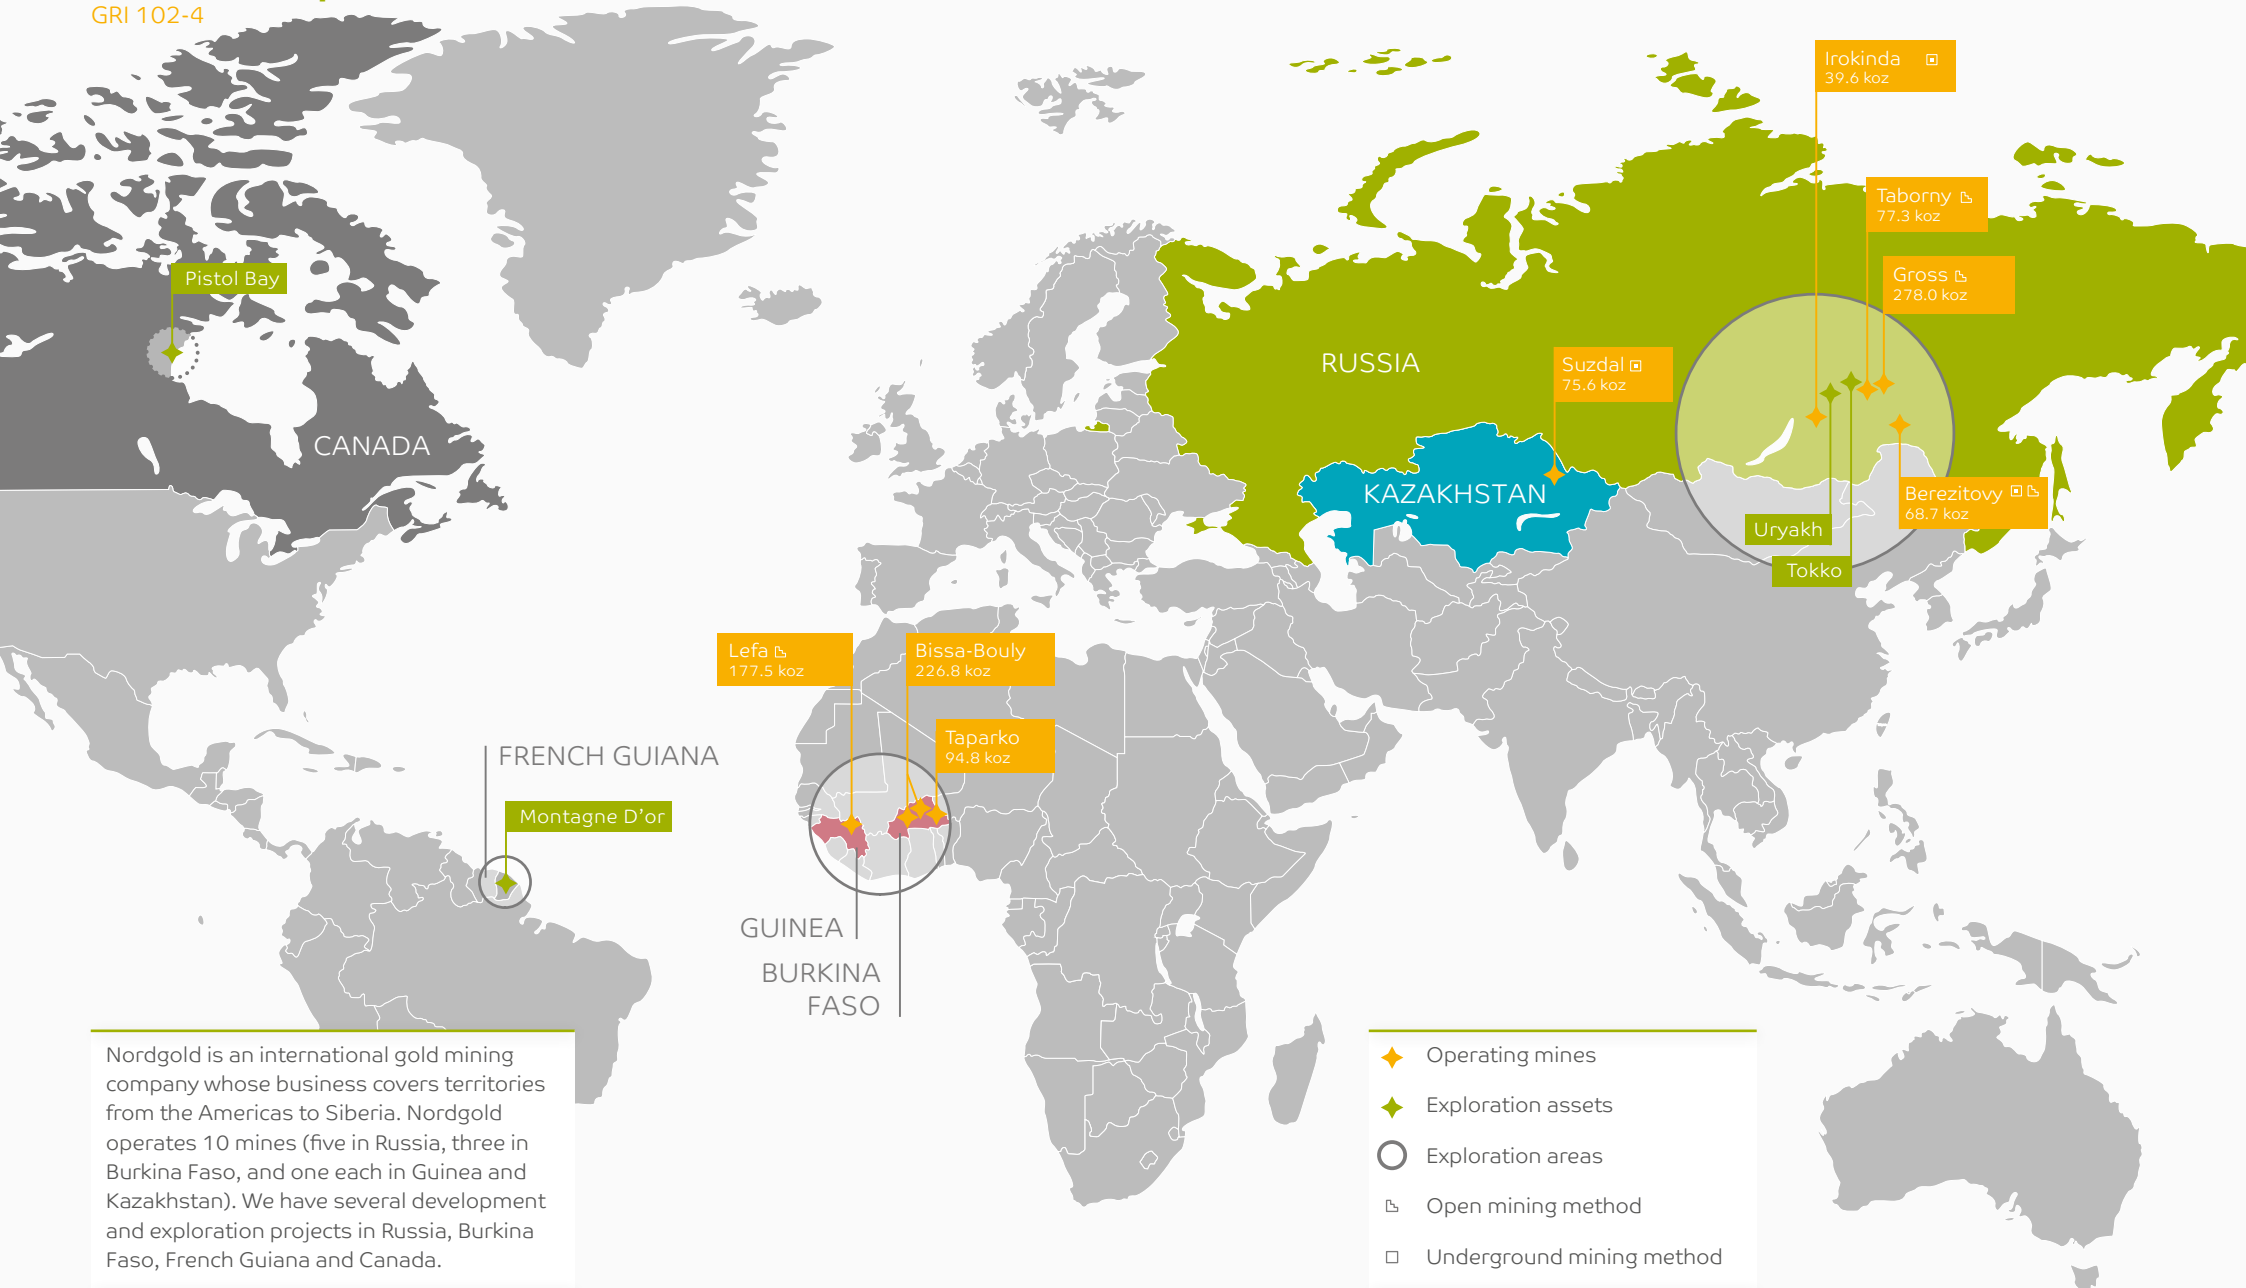 GRI 102-4
Irokinda
39.6 koz
Taborny
77.3 koz
Gross
278.0 koz
Pistol Bay
RUSSIA
Suzdal
75.6 koz
CANADA
KAZAKHSTAN
Berezitovy
68.7 koz
Uryakh
Tokko
Lefa
177.5 koz
Bissa-Bouly
226.8 koz
Taparko
94.8 koz
FRENCH GUIANA
Montagne D’or
GUINEA
BURKINA
FASO
Nordgold is an international gold mining
company whose business covers territories
from the Americas to Siberia. Nordgold
operates 10 mines (five in Russia, three in
Burkina Faso, and one each in Guinea and
Kazakhstan). We have several development
and exploration projects in Russia, Burkina
Faso, French Guiana and Canada.
Operating mines
Exploration assets
Exploration areas
Open mining method
Underground mining method